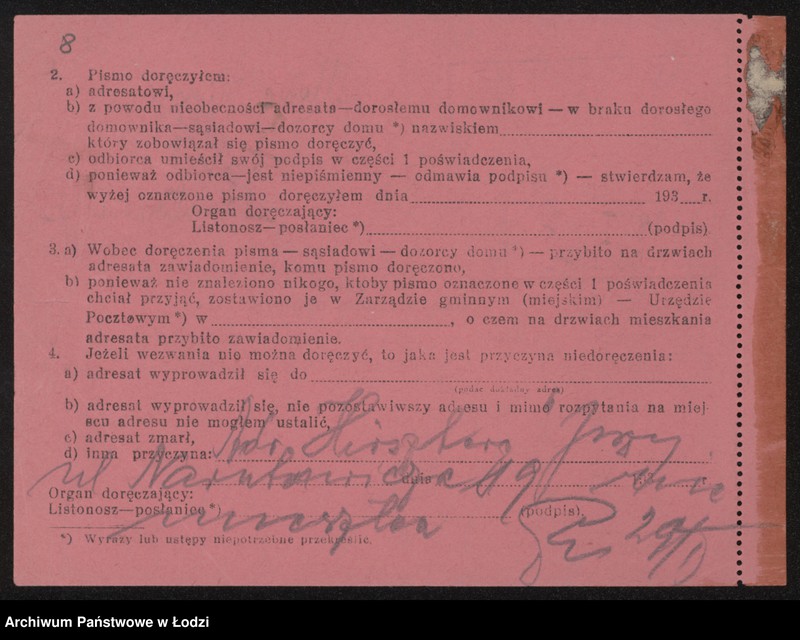 8
2. Pismo doręczyłem:
a) adresatowi,
b) z powodu nieobecności adresata—dorosłemu domownikowi — w braku dorosłego
domownika—sąsiadowi—dozorcy domu *) nazwiskiem
który zobowiązał się pismo doręczyć,
c) odbiorca umieścił swój podpis w części 1 poświadczenia,
d) ponieważ odbiorca—jest niepiśmienny — odmawia podpisu *) — stwierdzam, że
wyżej oznaczone pismo doręczyłem dnia 193 r.
Organ doręczający:
Listonosz—posłaniec *) (podpis)
3. a) Wobec doręczenia pisma — sąsiadowi — dozorcy domu *) — przybito na drzwiach
adresata zawiadomienie, komu pismo doręczono,
b) ponieważ nie znaleziono nikogo, ktoby pismo oznaczone w części 1 poświadczenia
chciał przyjąć, zostawiono je w Zarządzie gminnym (miejskim) — Urzędzie
Pocztowym *) w , o czem na drzwiach mieszkania
adresata przybito zawiadomienie.
4. Jeżeli wezwania nie można doręczyć, to jaka jest przyczyna niedoręczenia:
a) adresat wyprowadził się do
(podać dokładny adres)
b) adresat wyprowadził się, nie pozostawiwszy adresu i mimo rozpytania na miej-
scu adresu nie mogłem ustalić,
c) adresat zmarł,
d) inna przyczyna: Adr. Hirszberg Jerzy
ul Narutowicza 49 dnia r.
Organ doręczający:
Listonosz—posłaniec *) (podpis)
*) Wyrazy lub ustępy niepotrzebne przekreślić.
Archiwum Państwowe w Łodzi